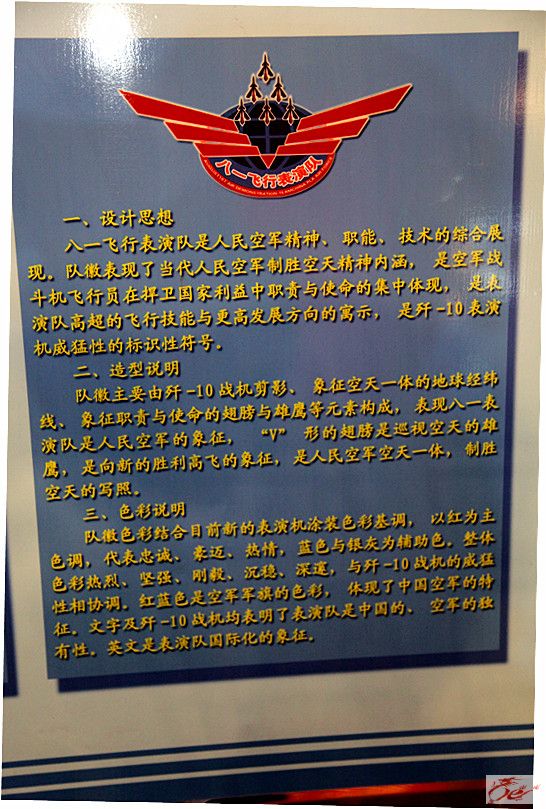 八一飞行表演队
一、设计思想
八一飞行表演队是人民空军精神、职能、技术的综合展
现。队徽表现了当代人民空军制胜空天精神内涵，是空军战
斗机飞行员在捍卫国家利益中职责与使命的集中体现，是表
演队高超的飞行技能与更高发展方向的寓示，是歼-10表演
机威猛性的标识性符号。
二、造型说明
队徽主要由歼-10战机剪影、象征空天一体的地球经纬
线、象征职责与使命的翅膀与雄鹰等元素构成，表现八一表
演队是人民空军的象征，“V”形的翅膀是巡视空天的雄
鹰，是向新的胜利高飞的象征，是人民空军空天一体，制胜
空天的写照。
三、色彩说明
队徽色彩结合目前新的表演机涂装色彩基调，以红为主
色调，代表忠诚、豪迈、热情，蓝色与银灰为辅助色。整体
色彩热烈、坚强、刚毅、沉稳、深邃，与歼-10战机的威猛
性相协调。红蓝色是空军军旗的色彩，体现了中国空军的特
征。文字及歼-10战机均表明了表演队是中国的、空军的独
有性。英文是表演队国际化的象征。